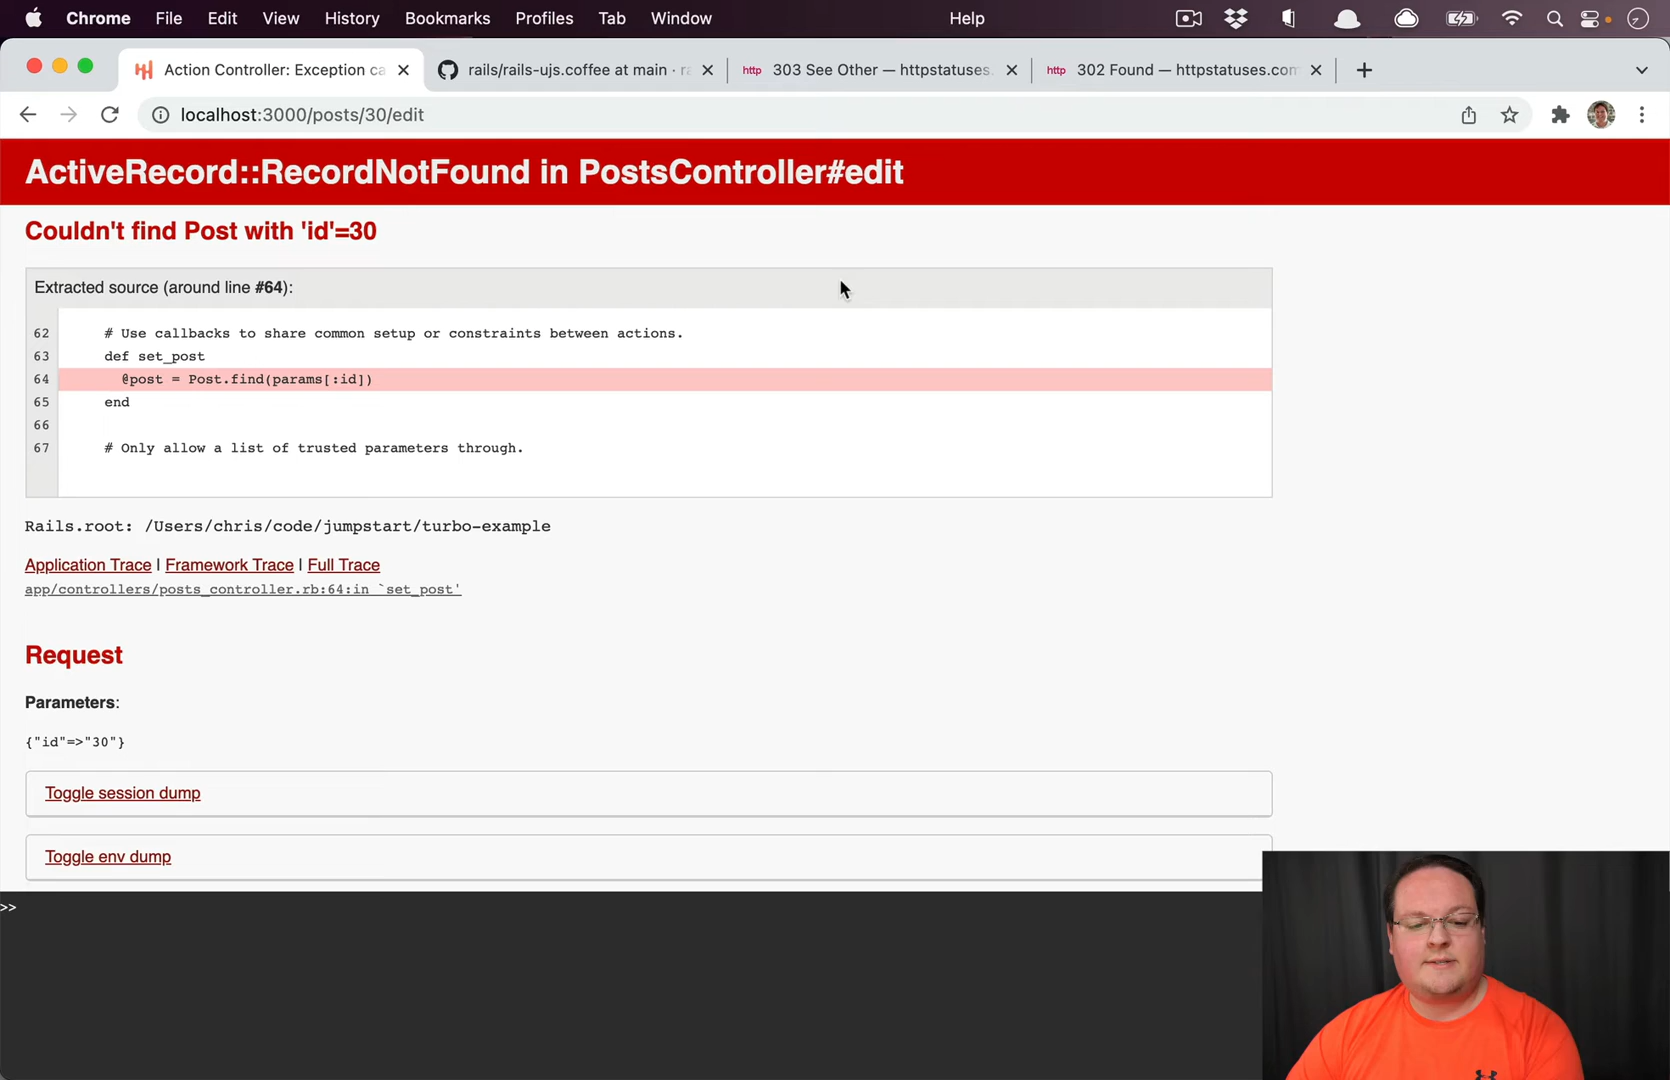 Chrome File Edit View History Bookmarks Profiles Tab Window Help
Action Controller: Exception ca
rails/rails-ujs.coffee at main · ra
http 303 See Other — httpstatuses.
http 302 Found — httpstatuses.com
localhost:3000/posts/30/edit
ActiveRecord::RecordNotFound in PostsController#edit
Couldn't find Post with 'id'=30
Extracted source (around line #64):
62 # Use callbacks to share common setup or constraints between actions.
63 def set_post
64 @post = Post.find(params[:id])
65 end
66
67 # Only allow a list of trusted parameters through.
Rails.root: /Users/chris/code/jumpstart/turbo-example
Application Trace | Framework Trace | Full Trace
app/controllers/posts_controller.rb:64:in `set_post'
Request
Parameters:
{"id"=>"30"}
Toggle session dump
Toggle env dump
>>